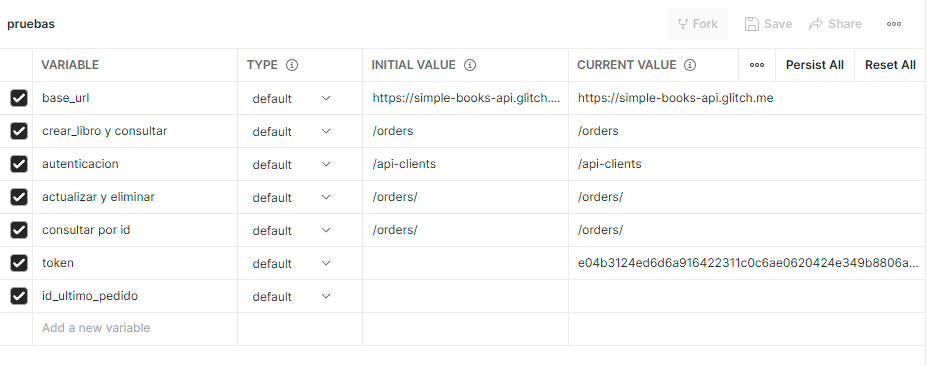 pruebas
Fork Save Share
VARIABLE TYPE INITIAL VALUE CURRENT VALUE Persist All Reset All
base_url default https://simple-books-api.glitch.... https://simple-books-api.glitch.me
crear_libro y consultar default /orders /orders
autenticacion default /api-clients /api-clients
actualizar y eliminar default /orders/ /orders/
consultar por id default /orders/ /orders/
token default e04b3124ed6d6a916422311c0c6ae0620424e349b8806a...
id_ultimo_pedido default
Add a new variable